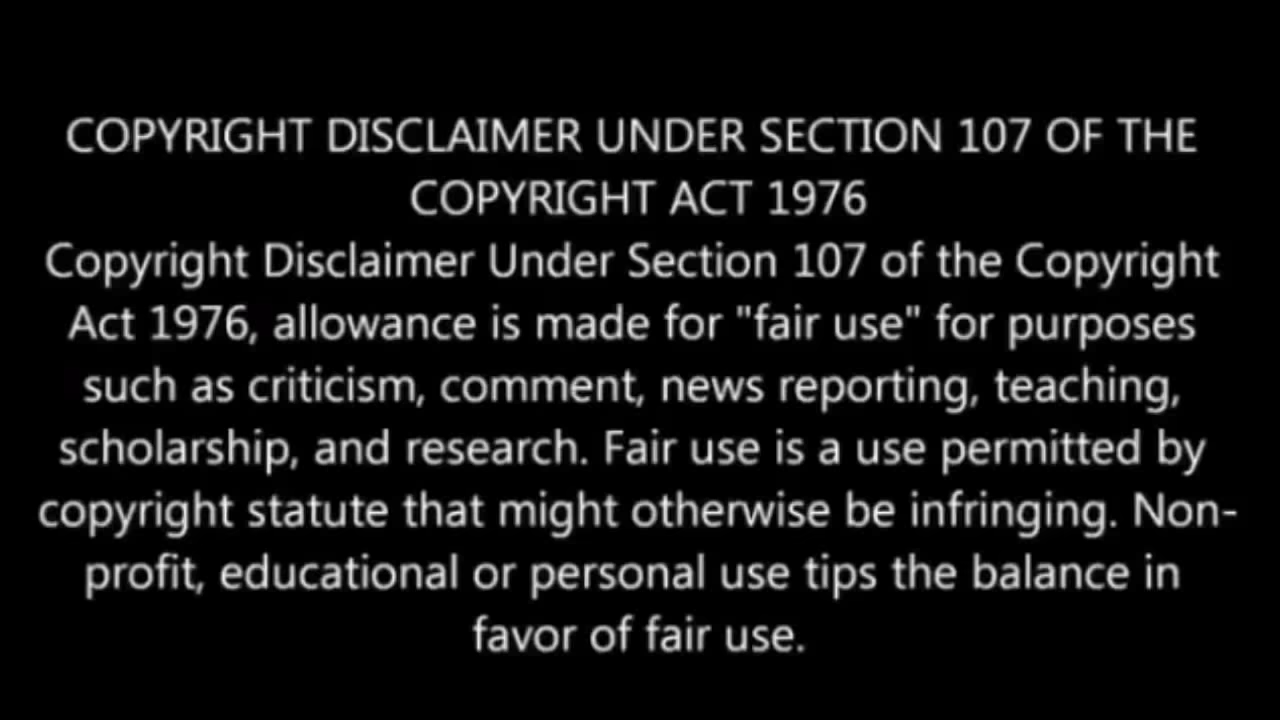 COPYRIGHT DISCLAIMER UNDER SECTION 107 OF THE
COPYRIGHT ACT 1976
Copyright Disclaimer Under Section 107 of the Copyright
Act 1976, allowance is made for "fair use" for purposes
such as criticism, comment, news reporting, teaching,
scholarship, and research. Fair use is a use permitted by
copyright statute that might otherwise be infringing. Non-
profit, educational or personal use tips the balance in
favor of fair use.